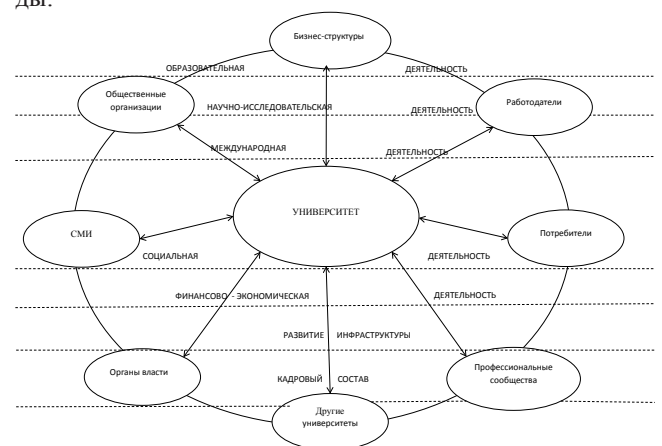 ды.
Бизнес-структуры
ОБРАЗОВАТЕЛЬНАЯ ДЕЯТЕЛЬНОСТЬ
Общественные
организации
НАУЧНО-ИССЛЕДОВАТЕЛЬСКАЯ ДЕЯТЕЛЬНОСТЬ
Работодатели
МЕЖДУНАРОДНАЯ ДЕЯТЕЛЬНОСТЬ
УНИВЕРСИТЕТ
СМИ
Потребители
СОЦИАЛЬНАЯ ДЕЯТЕЛЬНОСТЬ
ФИНАНСОВО - ЭКОНОМИЧЕСКАЯ ДЕЯТЕЛЬНОСТЬ
РАЗВИТИЕ ИНФРАСТРУКТУРЫ
Органы власти
Профессиональные
сообщества
КАДРОВЫЙ СОСТАВ
Другие
университеты